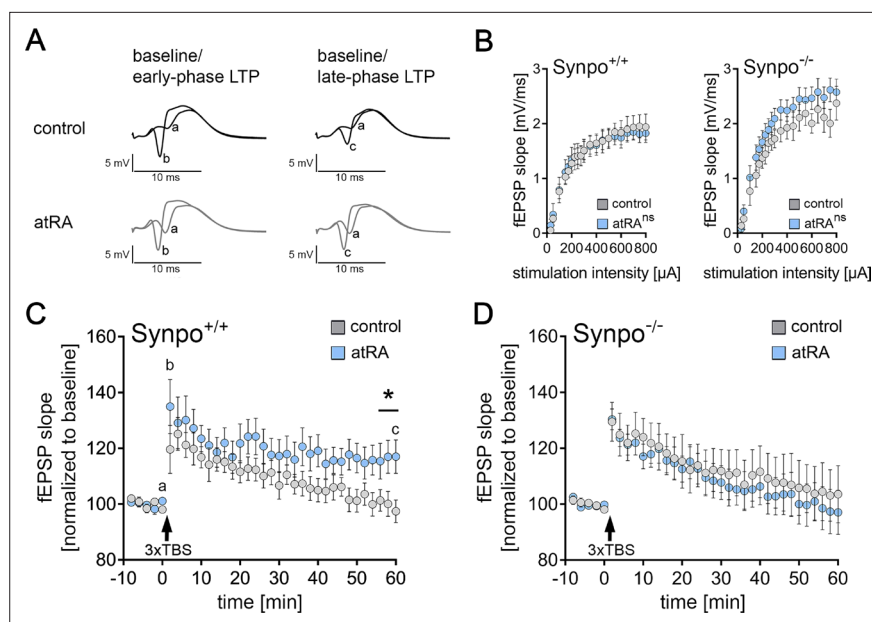 A
baseline/
early-phase LTP
baseline/
late-phase LTP
control
a
b
5 mV
10 ms
a
c
5 mV
10 ms
atRA
a
b
5 mV
10 ms
a
c
5 mV
10 ms
B
Synpo+/+
fEPSP slope [mV/ms]
3
2
1
0
control
atRAns
200 400 600 800
stimulation intensity [µA]
Synpo-/-
fEPSP slope [mV/ms]
3
2
1
0
control
atRAns
200 400 600 800
stimulation intensity [µA]
C
Synpo+/+
control
atRA
fEPSP slope
[normalized to baseline]
160
140
120
100
80
b
*
c
a
3xTBS
-10 0 10 20 30 40 50 60
time [min]
D
Synpo-/-
control
atRA
fEPSP slope
[normalized to baseline]
160
140
120
100
80
3xTBS
-10 0 10 20 30 40 50 60
time [min]